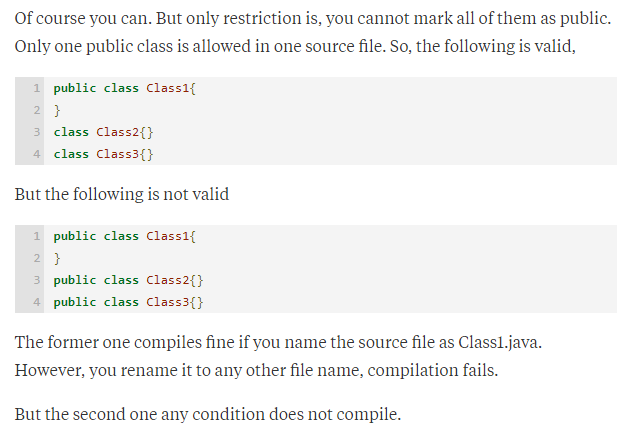 Of course you can. But only restriction is, you cannot mark all of them as public.
Only one public class is allowed in one source file. So, the following is valid,
1 public class Class1{
2 }
3 class Class2{}
4 class Class3{}
But the following is not valid
1 public class Class1{
2 }
3 public class Class2{}
4 public class Class3{}
The former one compiles fine if you name the source file as Class1.java.
However, you rename it to any other file name, compilation fails.
But the second one any condition does not compile.